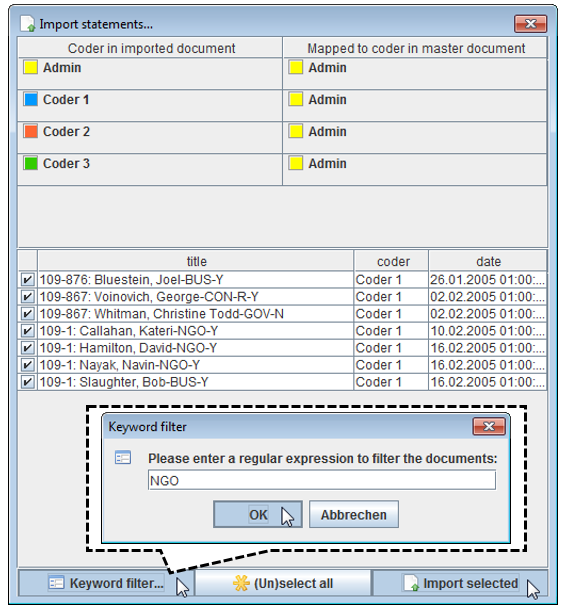 Import statements...
Coder in imported document Mapped to coder in master document
Admin Admin
Coder 1 Admin
Coder 2 Admin
Coder 3 Admin
title coder date
109-876: Bluestein, Joel-BUS-Y Coder 1 26.01.2005 01:00:...
109-867: Voinovich, George-CON-R-Y Coder 1 02.02.2005 01:00:...
109-867: Whitman, Christine Todd-GOV-N Coder 1 02.02.2005 01:00:...
109-1: Callahan, Kateri-NGO-Y Coder 1 10.02.2005 01:00:...
109-1: Hamilton, David-NGO-Y Coder 1 16.02.2005 01:00:...
109-1: Nayak, Navin-NGO-Y Coder 1 16.02.2005 01:00:...
109-1: Slaughter, Bob-BUS-Y Coder 1 16.02.2005 01:00:...
Keyword filter
Please enter a regular expression to filter the documents:
NGO
OK Abbrechen
Keyword filter... (Un)select all Import selected